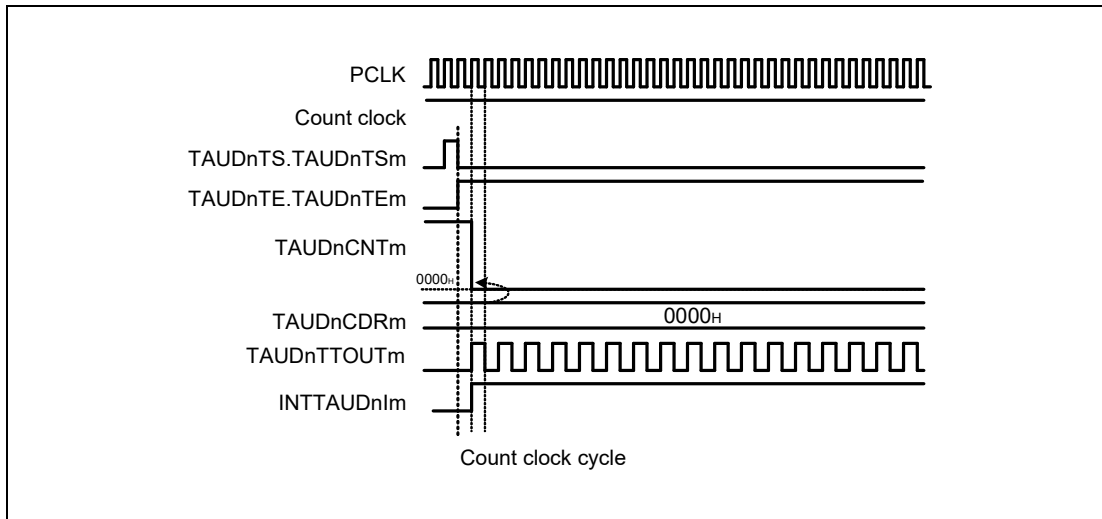 PCLK
Count clock
TAUDnTS.TAUDnTSm
TAUDnTE.TAUDnTEm
TAUDnCNTm
0000H
TAUDnCDRm
0000H
TAUDnTTOUTm
INTTAUDnIm
Count clock cycle